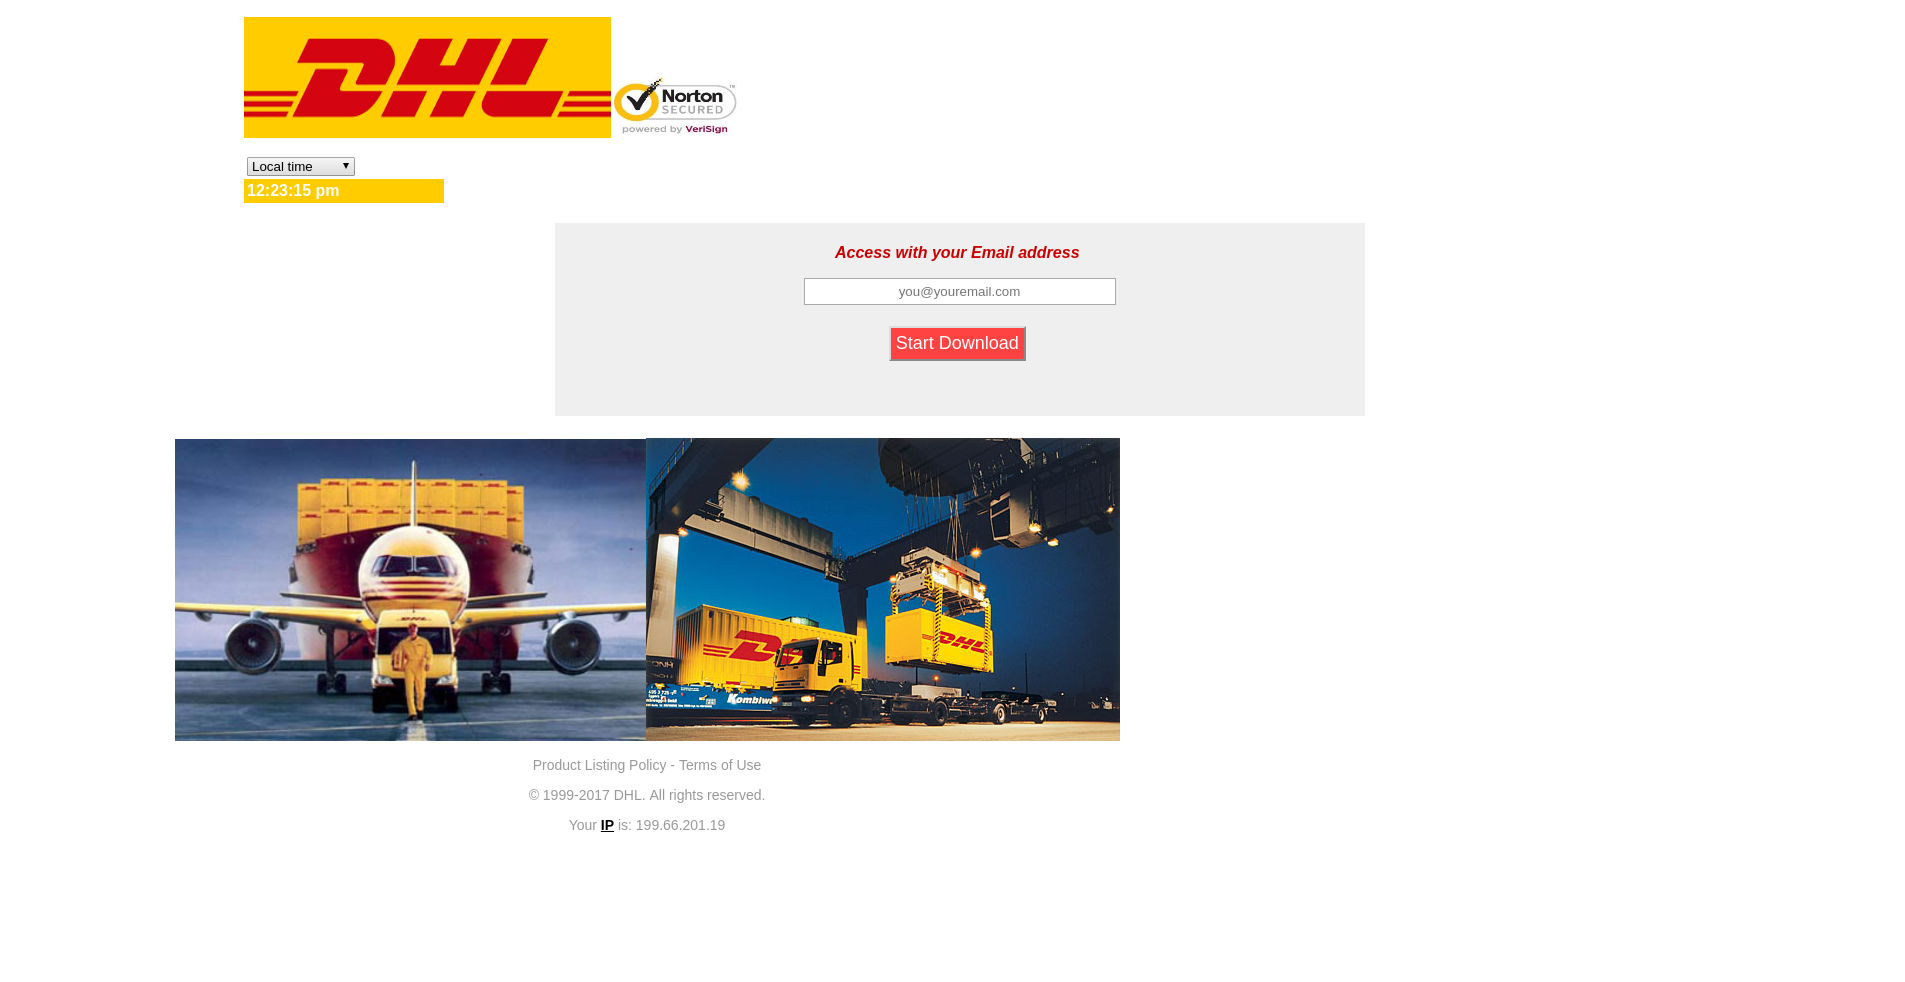 DHL
Norton
SECURED
powered by VeriSign
Local time
12:23:15 pm
Access with your Email address
you@youremail.com
Start Download
DHL
DHL
DHL
Kombiwa
Product Listing Policy - Terms of Use
© 1999-2017 DHL. All rights reserved.
Your IP is: 199.66.201.19